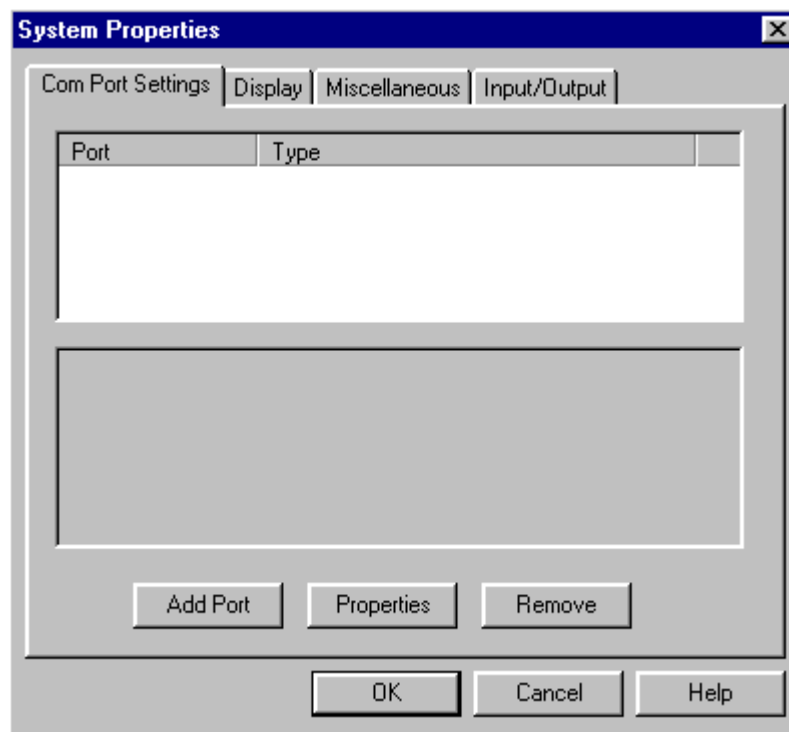 System Properties
Com Port Settings Display Miscellaneous Input/Output
Port Type
Add Port Properties Remove
OK Cancel Help